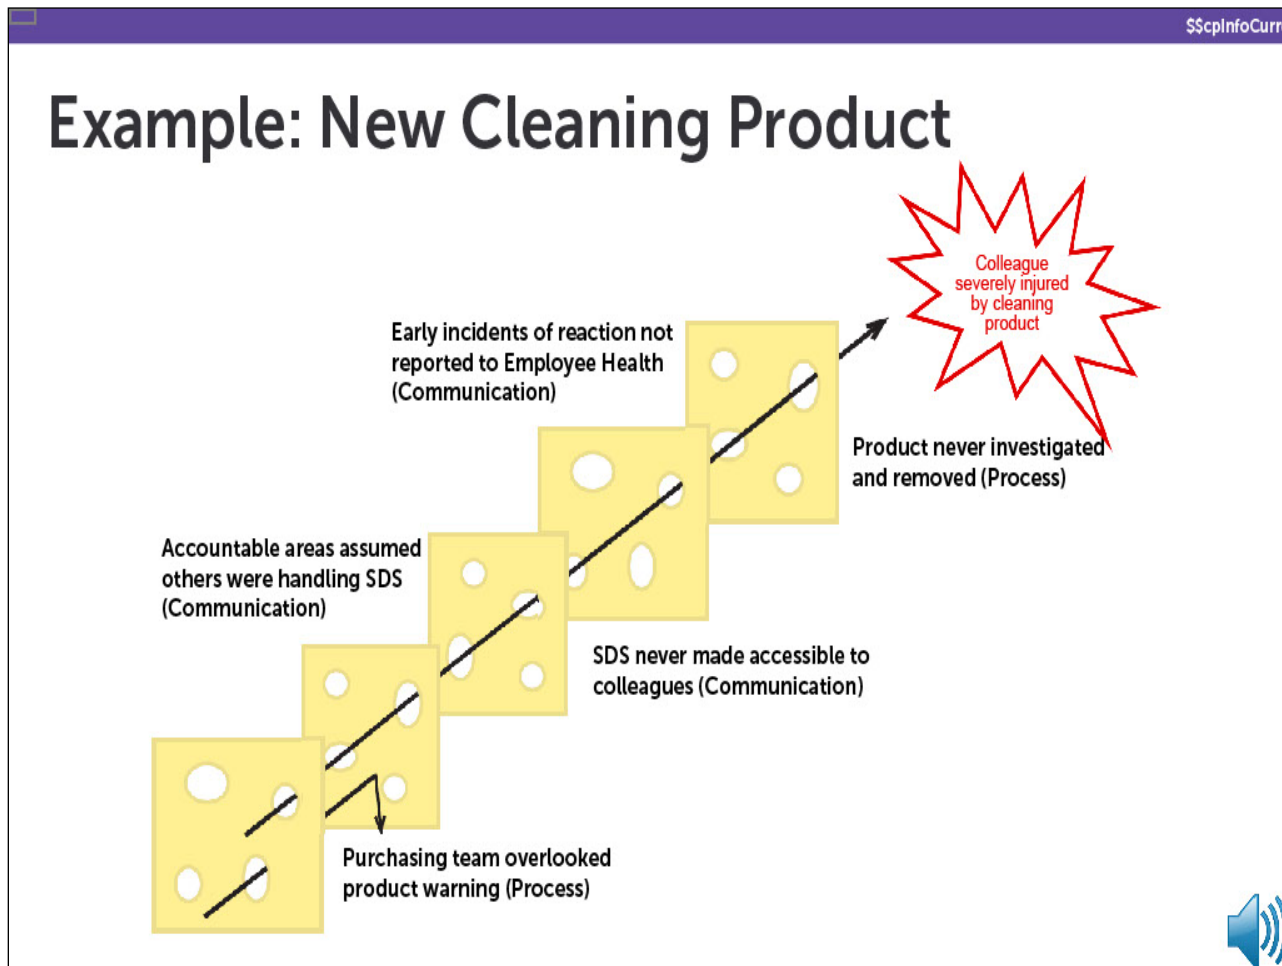 $$cpInfoCurre
Example: New Cleaning Product
Colleague
severely injured
by cleaning
product
Early incidents of reaction not
reported to Employee Health
(Communication)
Product never investigated
and removed (Process)
Accountable areas assumed
others were handling SDS
(Communication)
SDS never made accessible to
colleagues (Communication)
Purchasing team overlooked
product warning (Process)